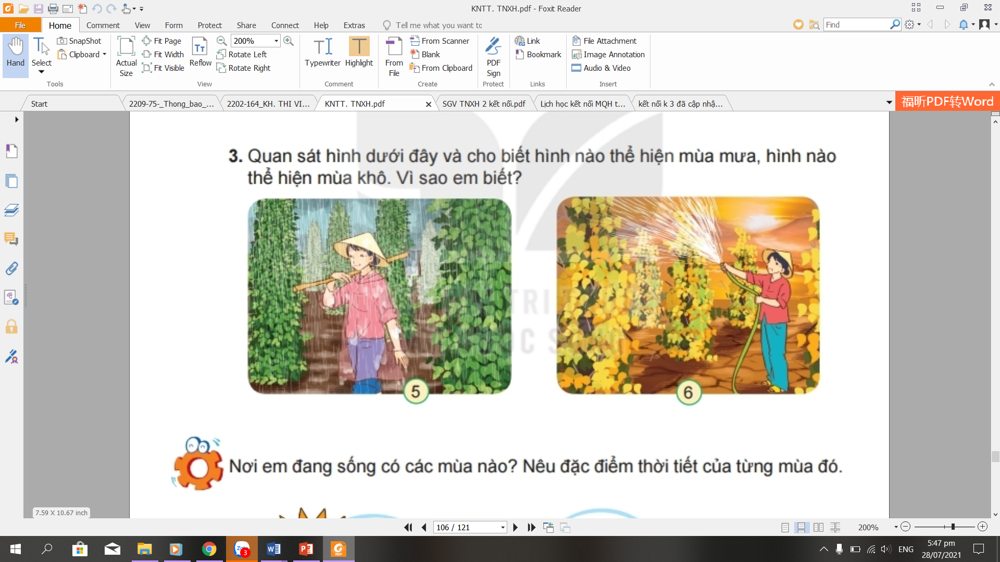 KNTT. TNXH.pdf - Foxit Reader
File Home Comment View Form Protect Share Connect Help Extras Tell me what you want to Find
Hand
Select
SnapShot
Clipboard
Tools
Actual Size
Fit Page
Fit Width
Fit Visible
Reflow
200%
Rotate Left
Rotate Right
View
Typewriter
Highlight
Comment
From File
From Scanner
Blank
From Clipboard
Create
PDF Sign
Protect
Link
Bookmark
Links
File Attachment
Image Annotation
Audio & Video
Insert
Start
2209-75-_Thong_bao_...
2202-164_KH. THI VI...
KNTT. TNXH.pdf
SGV TNXH 2 kết nối.pdf
Lịch học kết nối MQH t...
kết nối k 3 đã cập nhậ...
福昕PDF转Word
3. Quan sát hình dưới đây và cho biết hình nào thể hiện mùa mưa, hình nào
thể hiện mùa khô. Vì sao em biết?
5
6
Nơi em đang sống có các mùa nào? Nêu đặc điểm thời tiết của từng mùa đó.
7.59 X 10.67 inch
106 / 121
200%
3
ENG
5:47 pm
28/07/2021